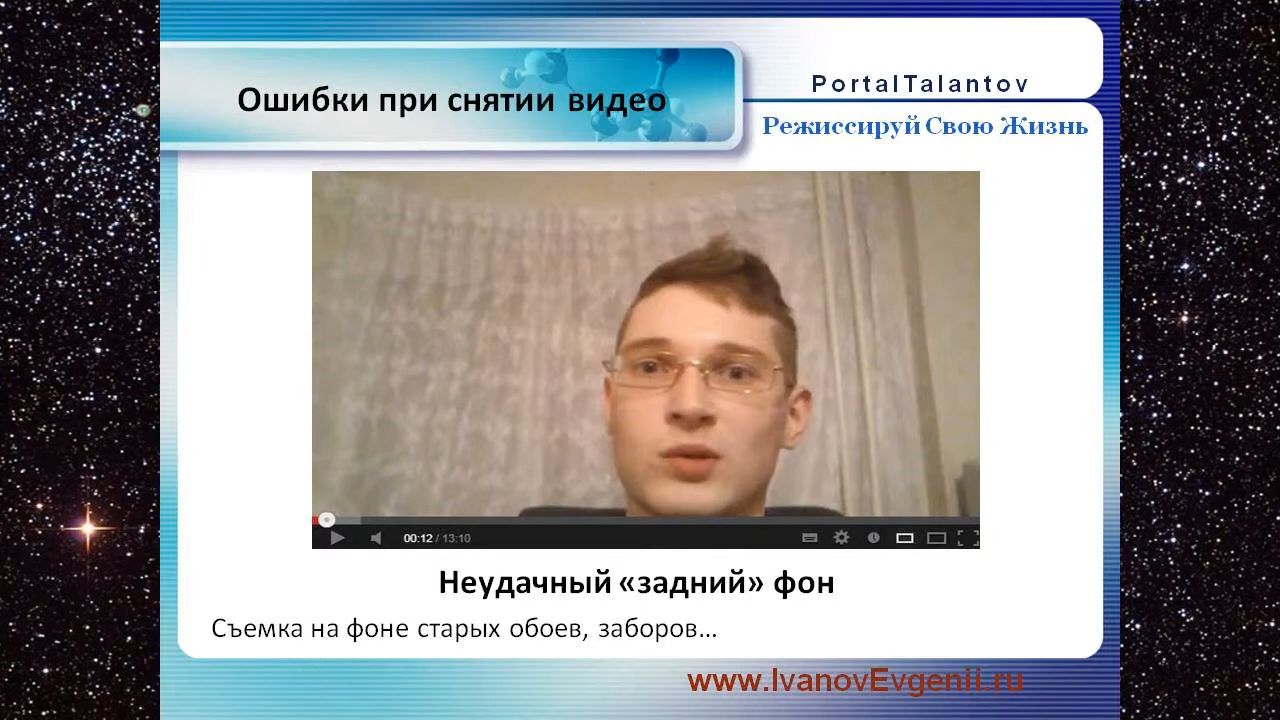 Ошибки при снятии видео
PortalTalantov
Режиссируй Свою Жизнь
00:12 / 13:10
Неудачный «задний» фон
Съемка на фоне старых обоев, заборов...
www.IvanovEvgenii.ru